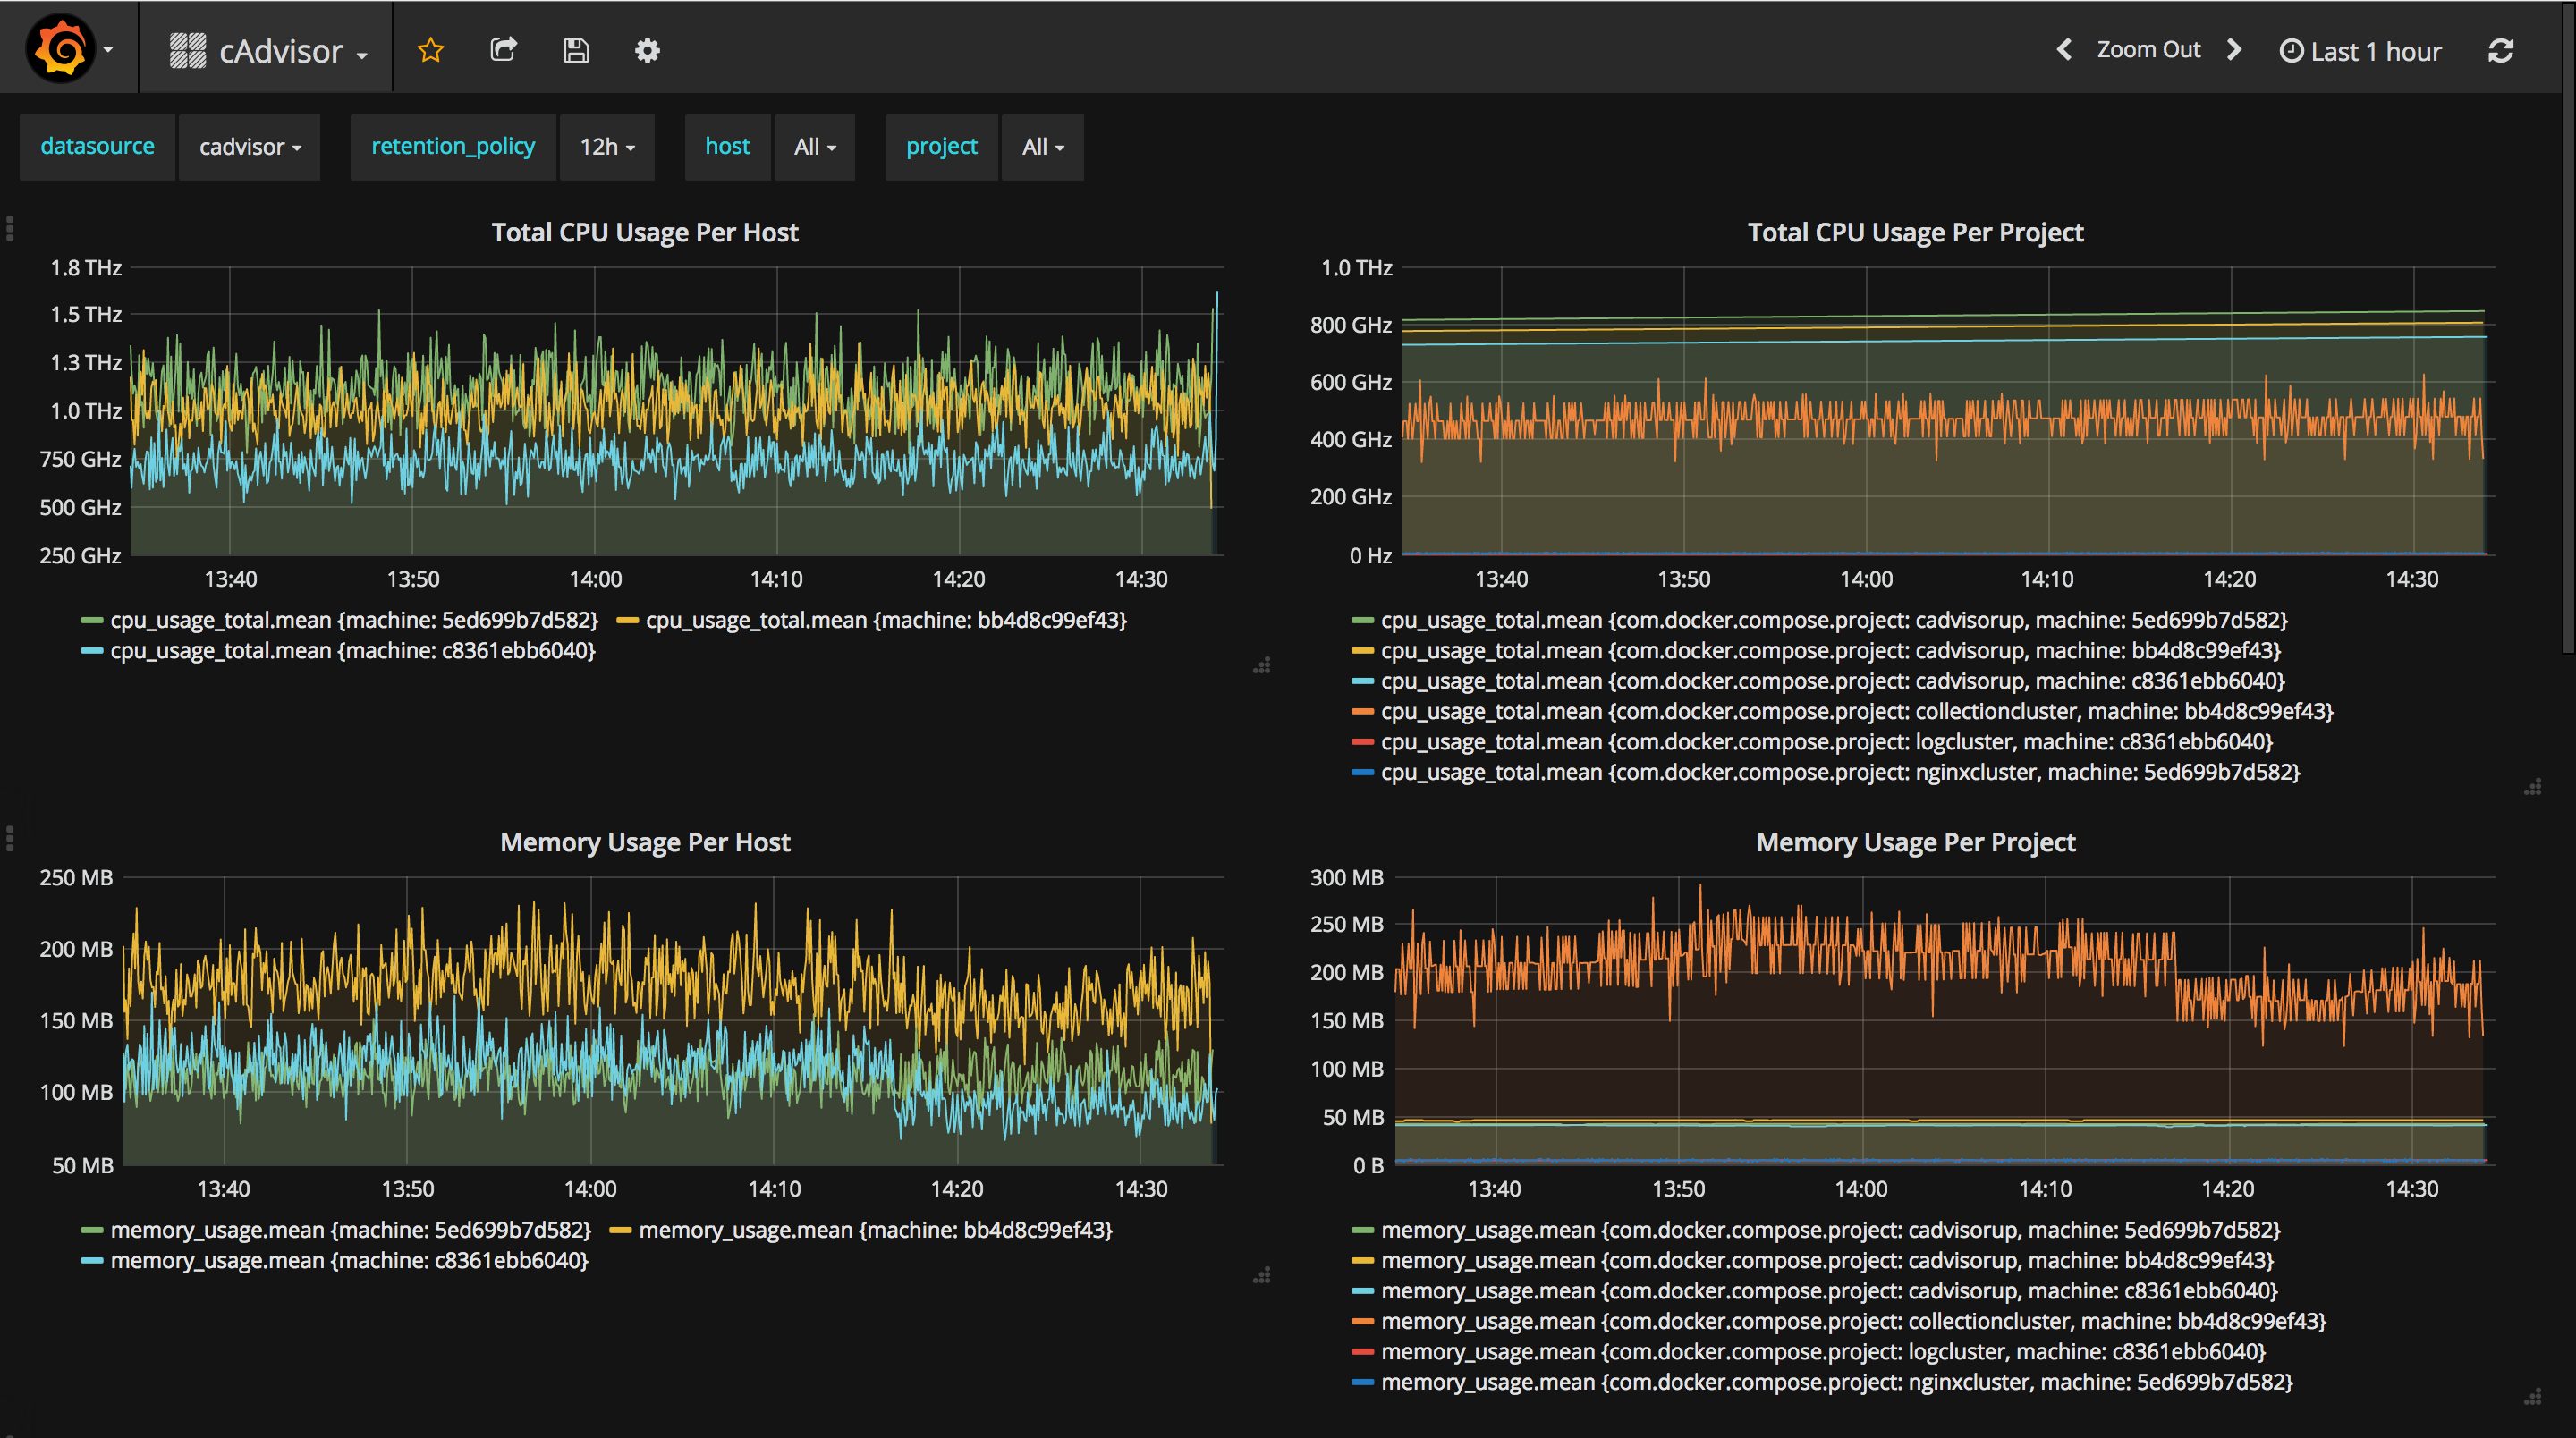 cAdvisor
Zoom Out
Last 1 hour
datasource cadvisor retention_policy 12h host All project All
Total CPU Usage Per Host
1.8 THz
1.5 THz
1.3 THz
1.0 THz
750 GHz
500 GHz
250 GHz
13:40 13:50 14:00 14:10 14:20 14:30
cpu_usage_total.mean {machine: 5ed699b7d582} cpu_usage_total.mean {machine: bb4d8c99ef43}
cpu_usage_total.mean {machine: c8361ebb6040}
Total CPU Usage Per Project
1.0 THz
800 GHz
600 GHz
400 GHz
200 GHz
0 Hz
13:40 13:50 14:00 14:10 14:20 14:30
cpu_usage_total.mean {com.docker.compose.project: cadvisorup, machine: 5ed699b7d582}
cpu_usage_total.mean {com.docker.compose.project: cadvisorup, machine: bb4d8c99ef43}
cpu_usage_total.mean {com.docker.compose.project: cadvisorup, machine: c8361ebb6040}
cpu_usage_total.mean {com.docker.compose.project: collectioncluster, machine: bb4d8c99ef43}
cpu_usage_total.mean {com.docker.compose.project: logcluster, machine: c8361ebb6040}
cpu_usage_total.mean {com.docker.compose.project: nginxcluster, machine: 5ed699b7d582}
Memory Usage Per Host
250 MB
200 MB
150 MB
100 MB
50 MB
13:40 13:50 14:00 14:10 14:20 14:30
memory_usage.mean {machine: 5ed699b7d582} memory_usage.mean {machine: bb4d8c99ef43}
memory_usage.mean {machine: c8361ebb6040}
Memory Usage Per Project
300 MB
250 MB
200 MB
150 MB
100 MB
50 MB
0 B
13:40 13:50 14:00 14:10 14:20 14:30
memory_usage.mean {com.docker.compose.project: cadvisorup, machine: 5ed699b7d582}
memory_usage.mean {com.docker.compose.project: cadvisorup, machine: bb4d8c99ef43}
memory_usage.mean {com.docker.compose.project: cadvisorup, machine: c8361ebb6040}
memory_usage.mean {com.docker.compose.project: collectioncluster, machine: bb4d8c99ef43}
memory_usage.mean {com.docker.compose.project: logcluster, machine: c8361ebb6040}
memory_usage.mean {com.docker.compose.project: nginxcluster, machine: 5ed699b7d582}